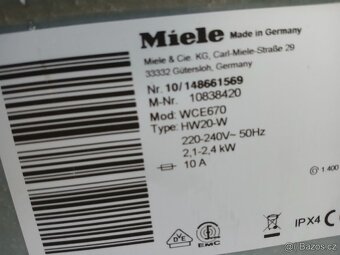 Miele Made in Germany
Miele & Cie. KG, Carl-Miele-Straße 29
33332 Gütersloh, Germany
Nr. 10/148661569
M-Nr. 10838420
Mod: WCE670
Type: HW20-W
220-240V~ 50Hz
2,1-2,4 kW
10 A
1 400
DVE
EMC
IPX4 C
© Bazos.cz